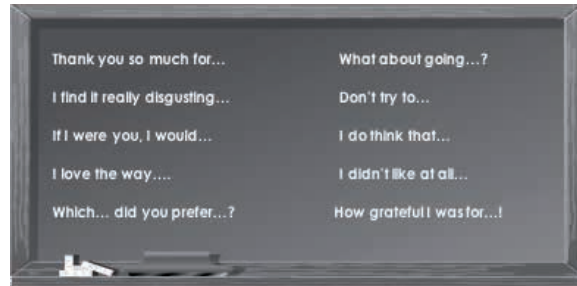 Thank you so much for...
I find it really disgusting...
If I were you, I would...
I love the way....
Which... did you prefer...?
What about going...?
Don't try to...
I do think that...
I didn't like at all...
How grateful I was for...!